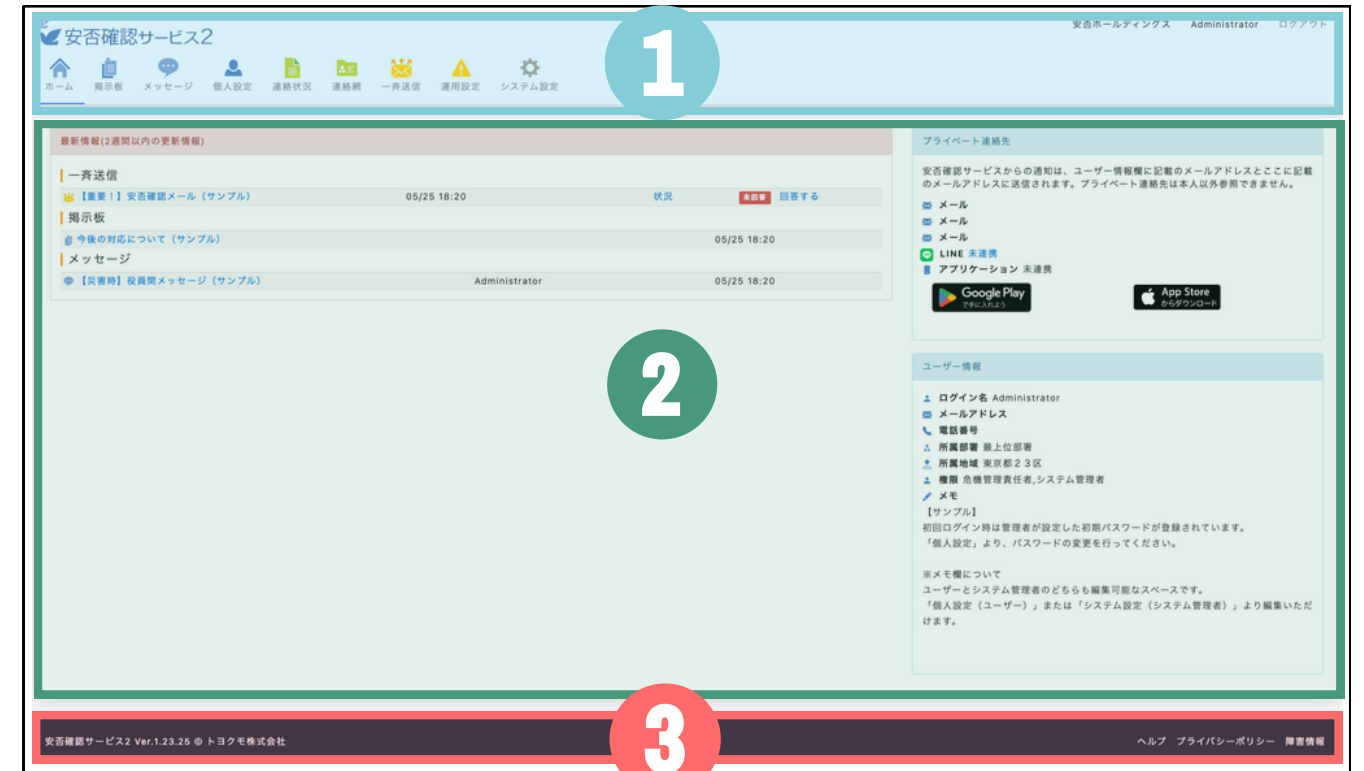 安否確認サービス2
安否ホールディングス Administrator ログアウト
1
ホーム 掲示板 メッセージ 個人設定 連絡状況 連絡網 一斉送信 運用設定 システム設定
最新情報(2週間以内の更新情報)
一斉送信
【重要！】安否確認メール（サンプル） 05/25 18:20 状況 未回答 回答する
掲示板
今後の対応について（サンプル） 05/25 18:20
メッセージ
【災害時】役員間メッセージ（サンプル） Administrator 05/25 18:20
2
プライベート連絡先
安否確認サービスからの通知は、ユーザー情報欄に記載のメールアドレスとここに記載
のメールアドレスに送信されます。プライベート連絡先は本人以外参照できません。
メール
メール
メール
LINE 未連携
アプリケーション 未連携
Google Play
で手に入れよう
App Store
からダウンロード
ユーザー情報
ログイン名 Administrator
メールアドレス
電話番号
所属部署 最上位部署
所属地域 東京都２３区
権限 危機管理責任者,システム管理者
メモ
【サンプル】
初回ログイン時は管理者が設定した初期パスワードが登録されています。
「個人設定」より、パスワードの変更を行ってください。
※メモ欄について
ユーザーとシステム管理者のどちらも編集可能なスペースです。
「個人設定（ユーザー）」または「システム設定（システム管理者）」より編集いただ
けます。
3
安否確認サービス2 Ver.1.23.25 © トヨクモ株式会社
ヘルプ プライバシーポリシー 障害情報